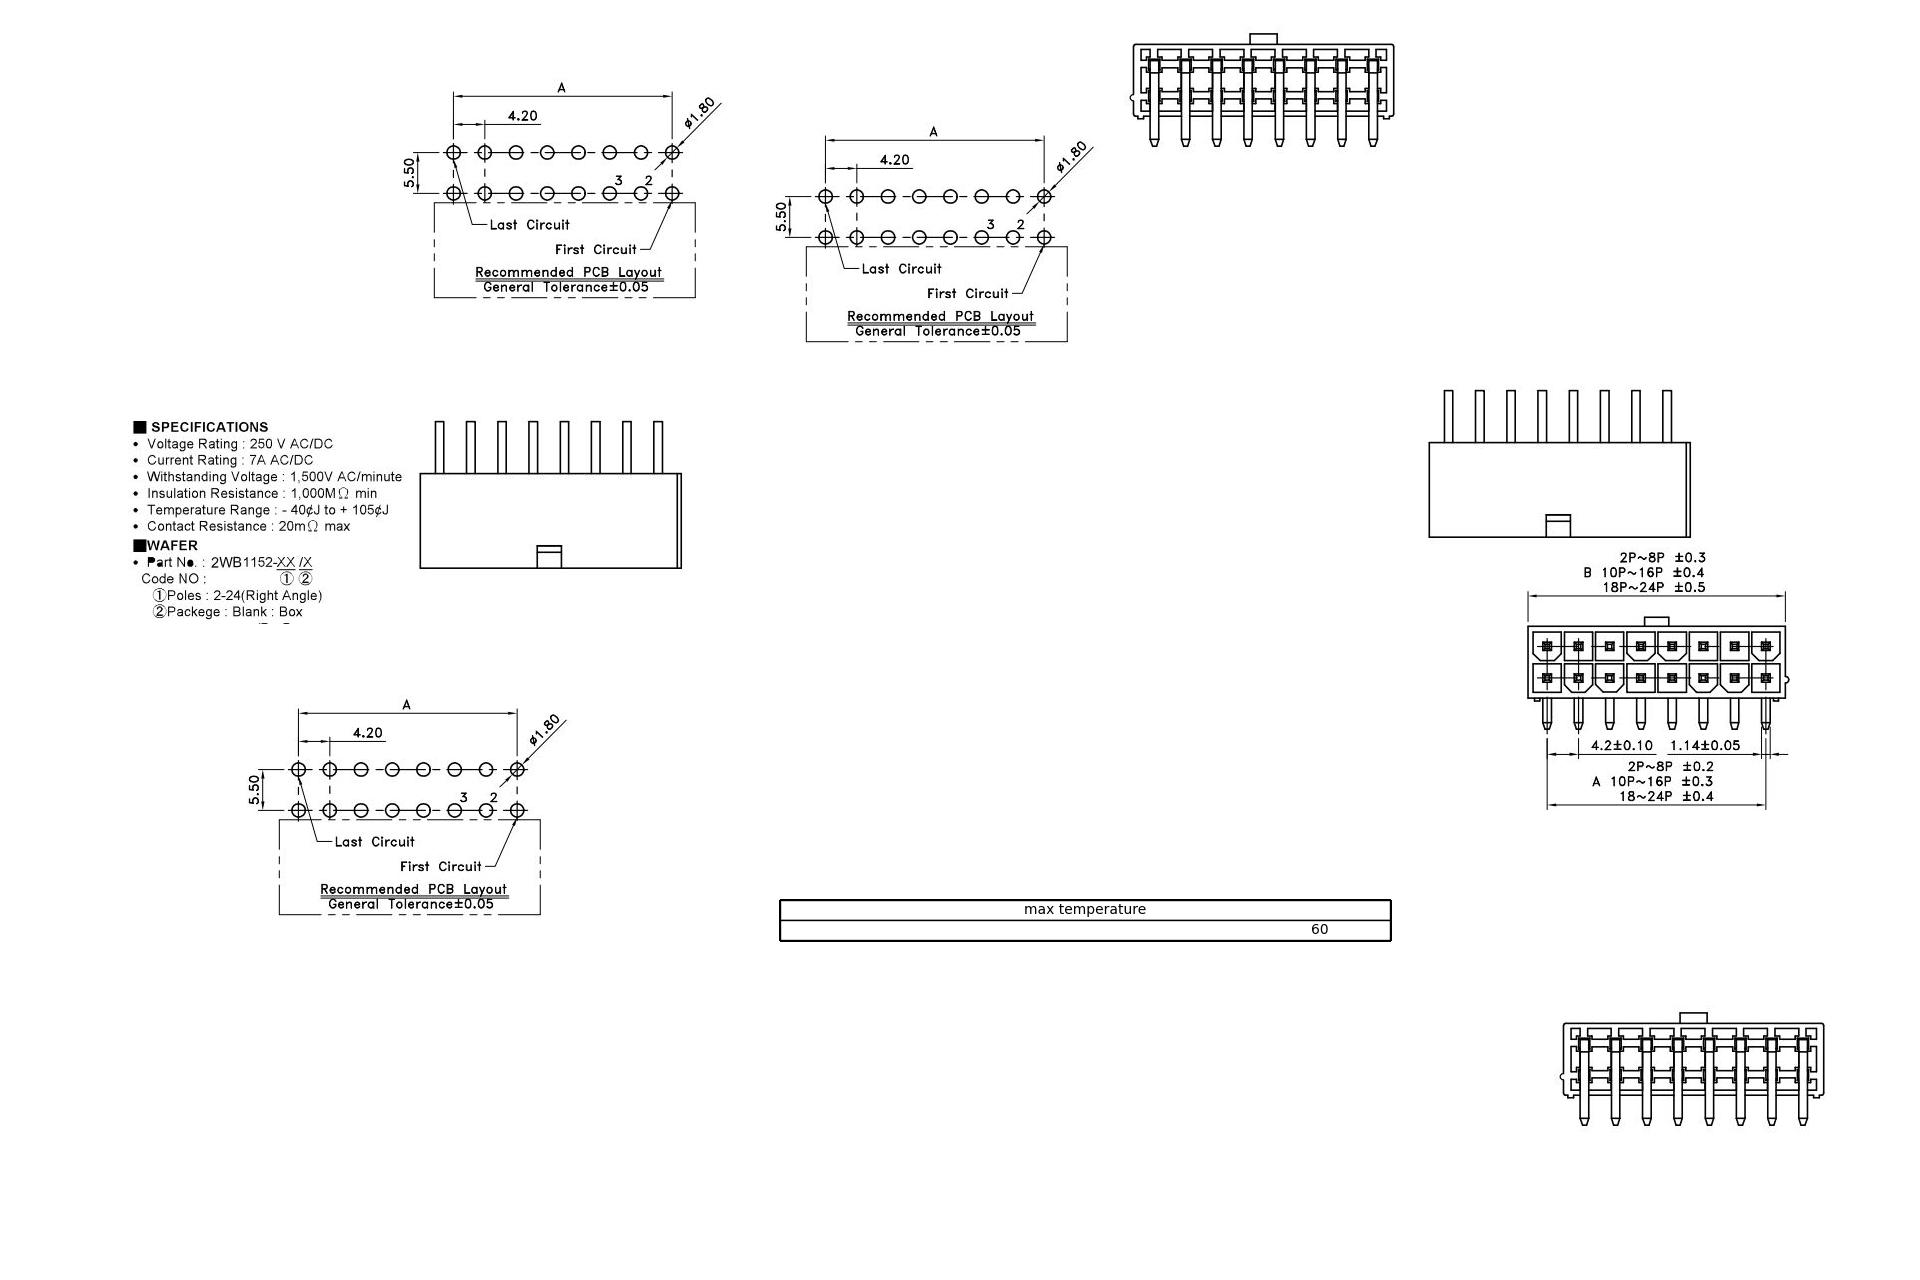 A
4.20
ø1.80
5.50
3 2
Last Circuit
First Circuit
Recommended PCB Layout
General Tolerance±0.05
A
4.20
ø1.80
5.50
3 2
Last Circuit
First Circuit
Recommended PCB Layout
General Tolerance±0.05
■ SPECIFICATIONS
• Voltage Rating : 250 V AC/DC
• Current Rating : 7A AC/DC
• Withstanding Voltage : 1,500V AC/minute
• Insulation Resistance : 1,000MΩ min
• Temperature Range : - 40¢J to + 105¢J
• Contact Resistance : 20mΩ max
■WAFER
• Part No. : 2WB1152-XX /X
Code NO : ① ②
①Poles : 2-24(Right Angle)
②Packege : Blank : Box
2P~8P ±0.3
B 10P~16P ±0.4
18P~24P ±0.5
4.2±0.10 1.14±0.05
2P~8P ±0.2
A 10P~16P ±0.3
18~24P ±0.4
A
4.20
ø1.80
5.50
3 2
Last Circuit
First Circuit
Recommended PCB Layout
General Tolerance±0.05
max temperature
60